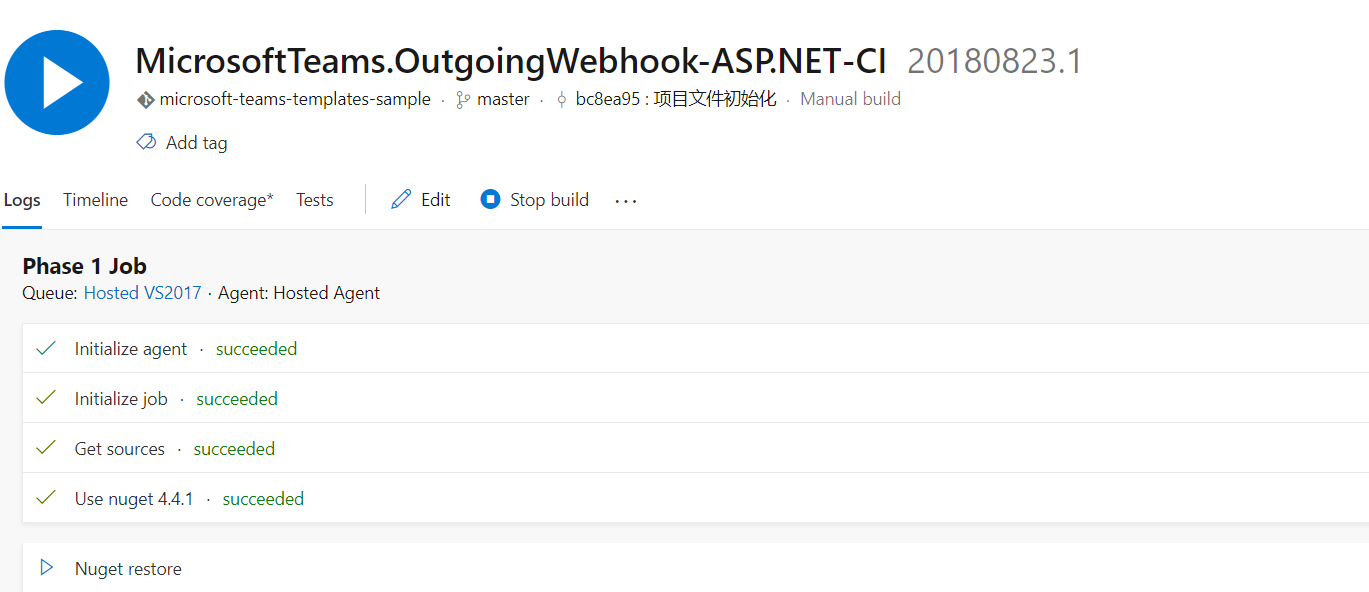 MicrosoftTeams.OutgoingWebhook-ASP.NET-CI 20180823.1
microsoft-teams-templates-sample · master · bc8ea95 : 项目文件初始化 · Manual build
Add tag
Logs Timeline Code coverage* Tests Edit Stop build ...
Phase 1 Job
Queue: Hosted VS2017 · Agent: Hosted Agent
Initialize agent · succeeded
Initialize job · succeeded
Get sources · succeeded
Use nuget 4.4.1 · succeeded
Nuget restore